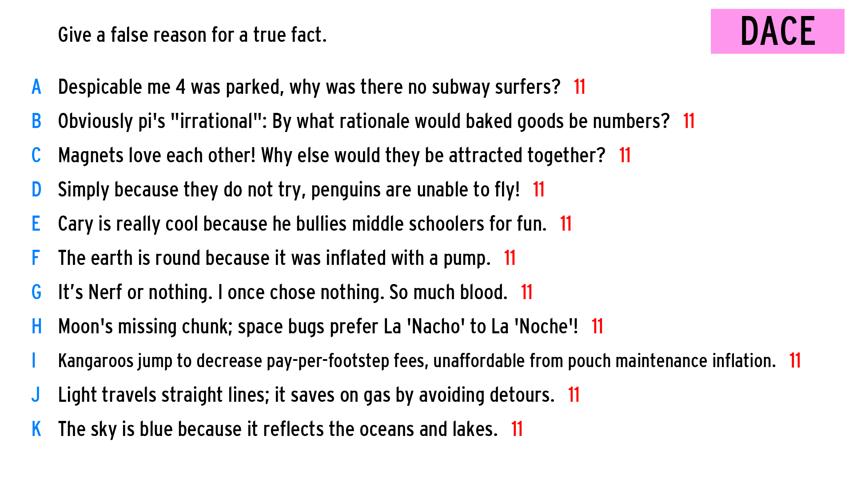 Give a false reason for a true fact.
DACE
A Despicable me 4 was parked, why was there no subway surfers? 11
B Obviously pi's "irrational": By what rationale would baked goods be numbers? 11
C Magnets love each other! Why else would they be attracted together? 11
D Simply because they do not try, penguins are unable to fly! 11
E Cary is really cool because he bullies middle schoolers for fun. 11
F The earth is round because it was inflated with a pump. 11
G It’s Nerf or nothing. I once chose nothing. So much blood. 11
H Moon's missing chunk; space bugs prefer La 'Nacho' to La 'Noche'! 11
I Kangaroos jump to decrease pay-per-footstep fees, unaffordable from pouch maintenance inflation. 11
J Light travels straight lines; it saves on gas by avoiding detours. 11
K The sky is blue because it reflects the oceans and lakes. 11